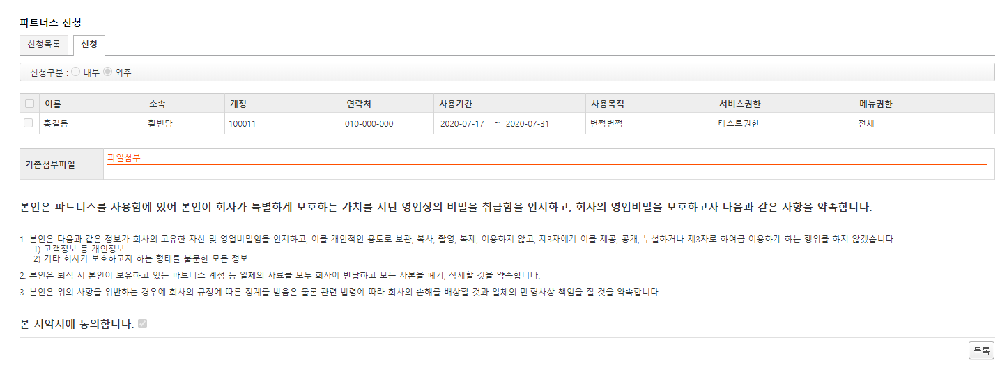 파트너스 신청
신청목록 신청
신청구분 : 내부 외주
이름 소속 계정 연락처 사용기간 사용목적 서비스권한 메뉴권한
홍길동 활빈당 100011 010-000-000 2020-07-17 ~ 2020-07-31 번쩍번쩍 테스트권한 전체
기존첨부파일 파일첨부
본인은 파트너스를 사용함에 있어 본인이 회사가 특별하게 보호하는 가치를 지닌 영업상의 비밀을 취급함을 인지하고, 회사의 영업비밀을 보호하고자 다음과 같은 사항을 약속합니다.
1. 본인은 다음과 같은 정보가 회사의 고유한 자산 및 영업비밀임을 인지하고, 이를 개인적인 용도로 보관, 복사, 촬영, 복제, 이용하지 않고, 제3자에게 이를 제공, 공개, 누설하거나 제3자로 하여금 이용하게 하는 행위를 하지 않겠습니다.
1) 고객정보 등 개인정보
2) 기타 회사가 보호하고자 하는 형태를 불문한 모든 정보
2. 본인은 퇴직 시 본인이 보유하고 있는 파트너스 계정 등 일체의 자료를 모두 회사에 반납하고 모든 사본을 폐기, 삭제할 것을 약속합니다.
3. 본인은 위의 사항을 위반하는 경우에 회사의 규정에 따른 징계를 받음은 물론 관련 법령에 따라 회사의 손해를 배상할 것과 일체의 민.형사상 책임을 질 것을 약속합니다.
본 서약서에 동의합니다.
목록